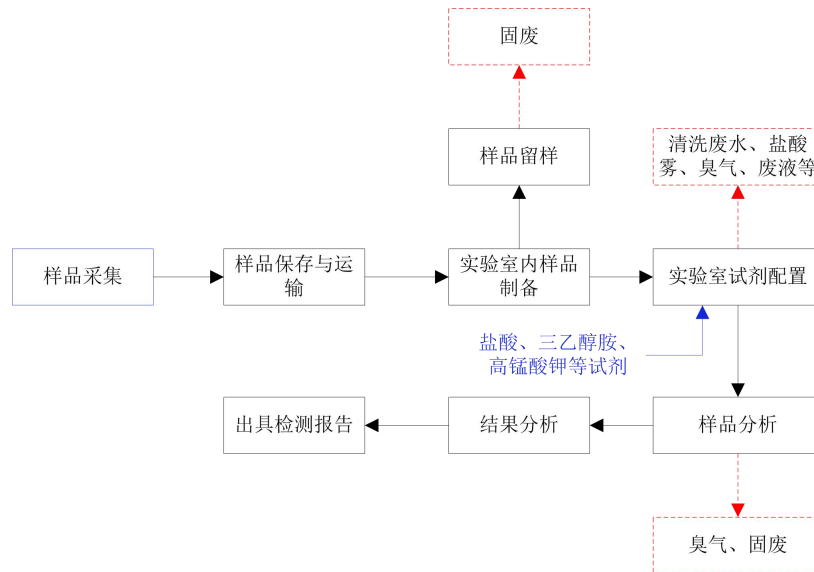 固废
样品留样
清洗废水、盐酸
雾、臭气、废液等
样品采集
样品保存与运
输
实验室内样品
制备
实验室试剂配置
盐酸、三乙醇胺、
高锰酸钾等试剂
出具检测报告
结果分析
样品分析
臭气、固废